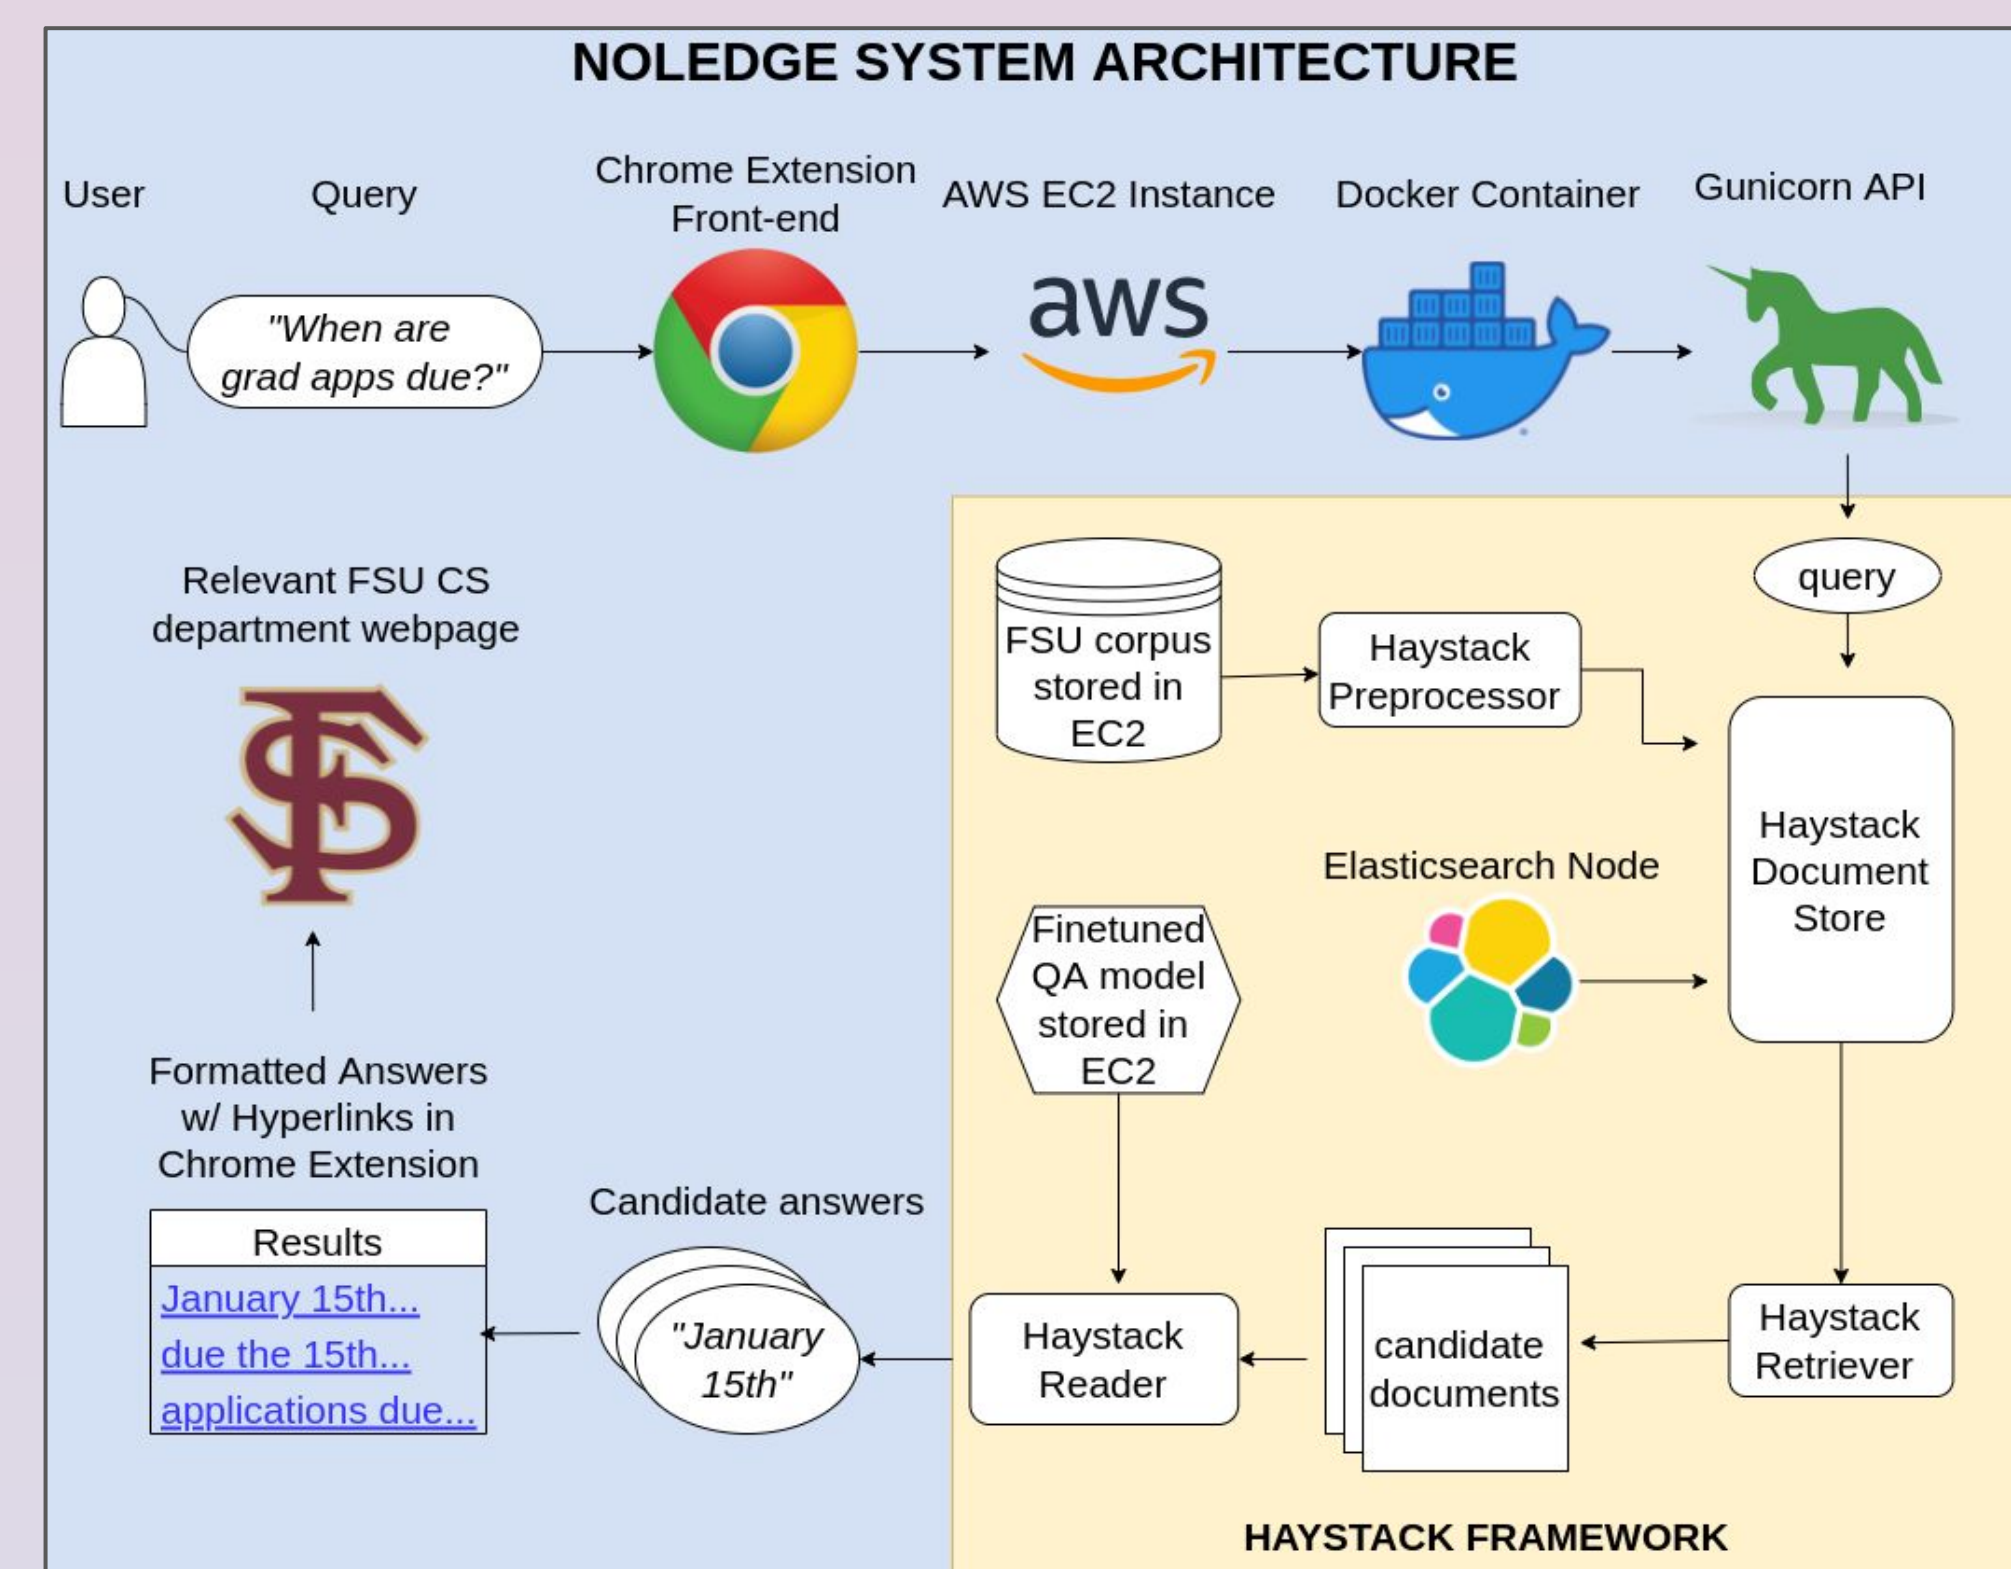 NOLEDGE SYSTEM ARCHITECTURE
User
Query
Chrome Extension
Front-end
AWS EC2 Instance
Docker Container
Gunicorn API
"When are
grad apps due?"
aws
query
FSU corpus
stored in
EC2
Haystack
Preprocessor
Haystack
Document
Store
Elasticsearch Node
Finetuned
QA model
stored in
EC2
Haystack
Retriever
candidate
documents
Haystack
Reader
HAYSTACK FRAMEWORK
Candidate answers
"January
15th"
Formatted Answers
w/ Hyperlinks in
Chrome Extension
Results
January 15th...
due the 15th...
applications due...
Relevant FSU CS
department webpage